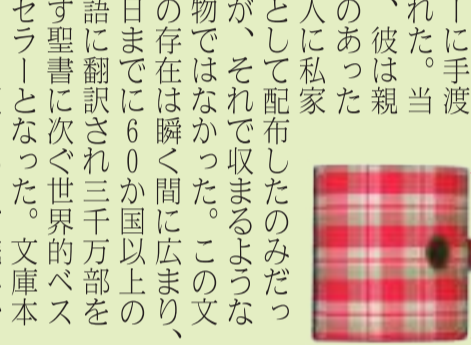 ーに手渡
れた。当
、彼は親
のあった
人に私家
として配布したのみだっ
が、それで収まるような
物ではなかった。この文
の存在は瞬く間に広まり、
日までに60か国以上の
語に翻訳され三千万部を
す聖書に次ぐ世界的ベス
セラーとなった。文庫本